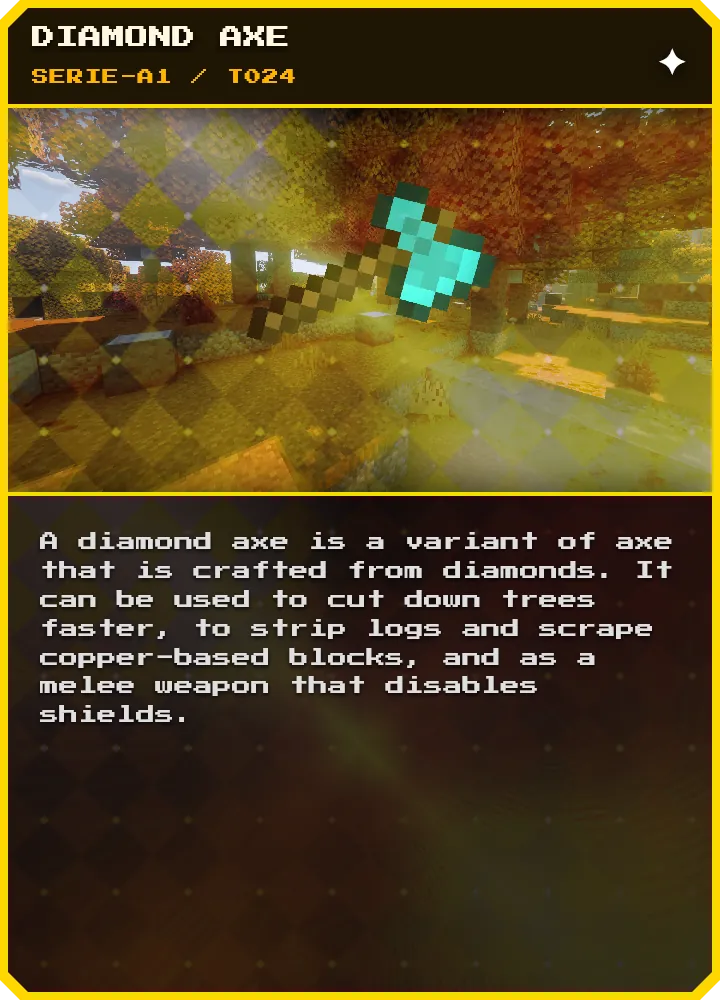 DIAMOND AXE
SERIE-A1 / T024
A diamond axe is a variant of axe
that is crafted from diamonds. It
can be used to cut down trees
faster, to strip logs and scrape
copper-based blocks, and as a
melee weapon that disables
shields.